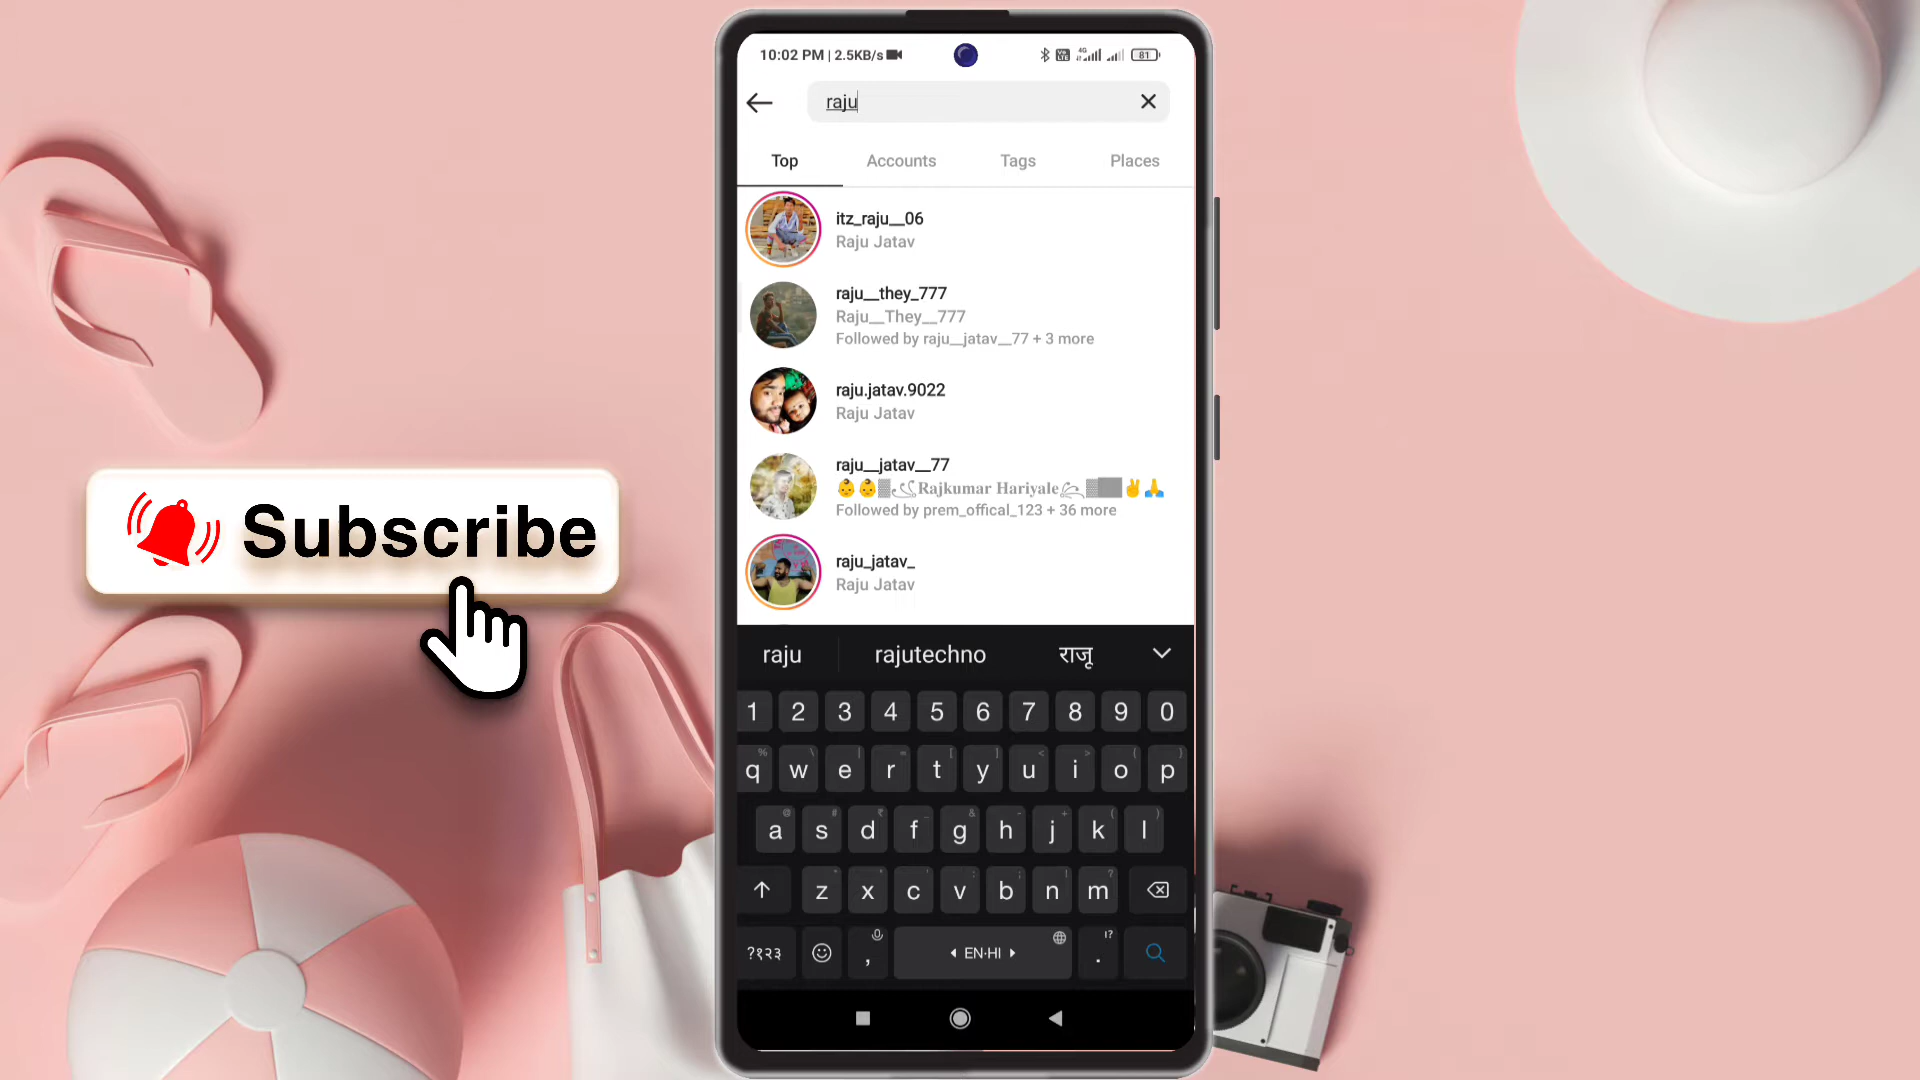 10:02 PM | 2.5KB/s
4G
81
raju
Top Accounts Tags Places
itz_raju__06
Raju Jatav
raju__they_777
Raju__They__777
Followed by raju__jatav__77 + 3 more
raju.jatav.9022
Raju Jatav
raju__jatav__77
👶👶▓꧁Rajkumar Hariyale꧂▓██✌🙏
Followed by prem_offical_123 + 36 more
raju_jatav_
Raju Jatav
Subscribe
raju rajutechno राजू
1 2 3 4 5 6 7 8 9 0
q w e r t y u i o p
a s d f g h j k l
z x c v b n m
?१२३ , EN·HI .